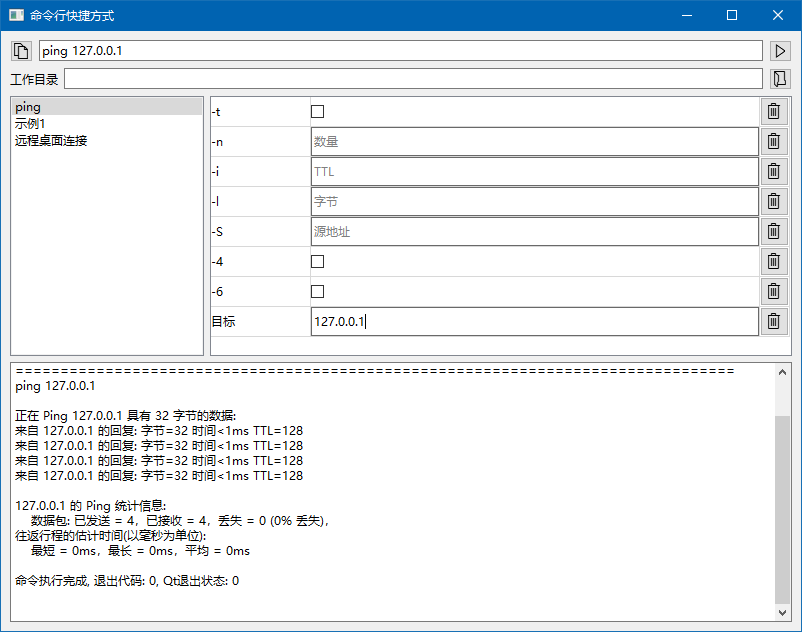 命令行快捷方式
ping 127.0.0.1
工作目录
ping
示例1
远程桌面连接
-t
-n 数量
-i TTL
-l 字节
-S 源地址
-4
-6
目标 127.0.0.1
================================================================================
ping 127.0.0.1
正在 Ping 127.0.0.1 具有 32 字节的数据:
来自 127.0.0.1 的回复: 字节=32 时间<1ms TTL=128
来自 127.0.0.1 的回复: 字节=32 时间<1ms TTL=128
来自 127.0.0.1 的回复: 字节=32 时间<1ms TTL=128
来自 127.0.0.1 的回复: 字节=32 时间<1ms TTL=128
127.0.0.1 的 Ping 统计信息:
数据包: 已发送 = 4，已接收 = 4，丢失 = 0 (0% 丢失)，
往返行程的估计时间(以毫秒为单位):
最短 = 0ms，最长 = 0ms，平均 = 0ms
命令执行完成, 退出代码: 0, Qt退出状态: 0